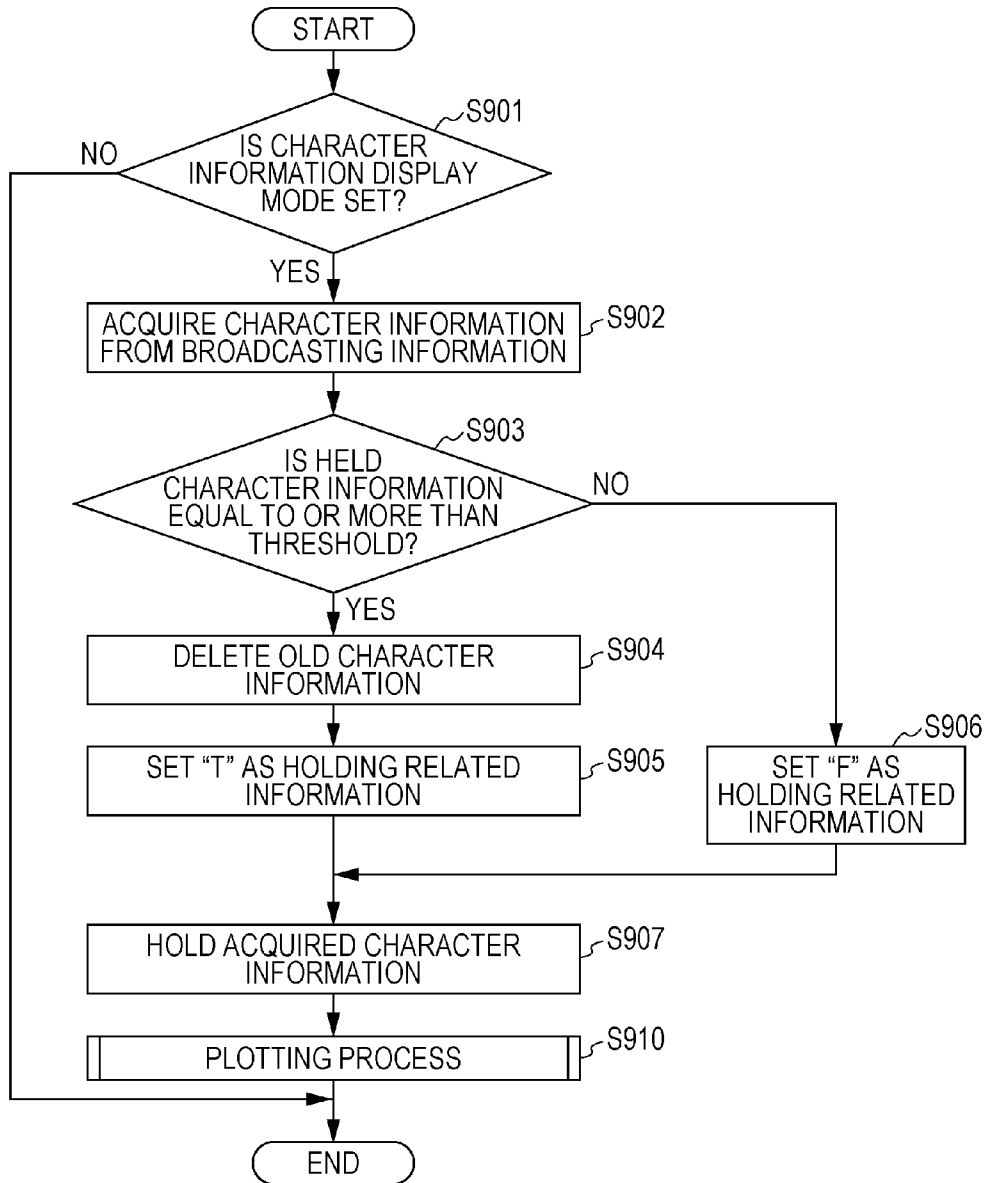 START
S901
NO
IS CHARACTER
INFORMATION DISPLAY
MODE SET?
YES
ACQUIRE CHARACTER INFORMATION
FROM BROADCASTING INFORMATION
S902
S903
IS HELD
CHARACTER INFORMATION
EQUAL TO OR MORE THAN
THRESHOLD?
NO
YES
DELETE OLD CHARACTER
INFORMATION
S904
SET “T” AS HOLDING RELATED
INFORMATION
S905
S906
SET “F” AS
HOLDING RELATED
INFORMATION
HOLD ACQUIRED CHARACTER
INFORMATION
S907
PLOTTING PROCESS
S910
END